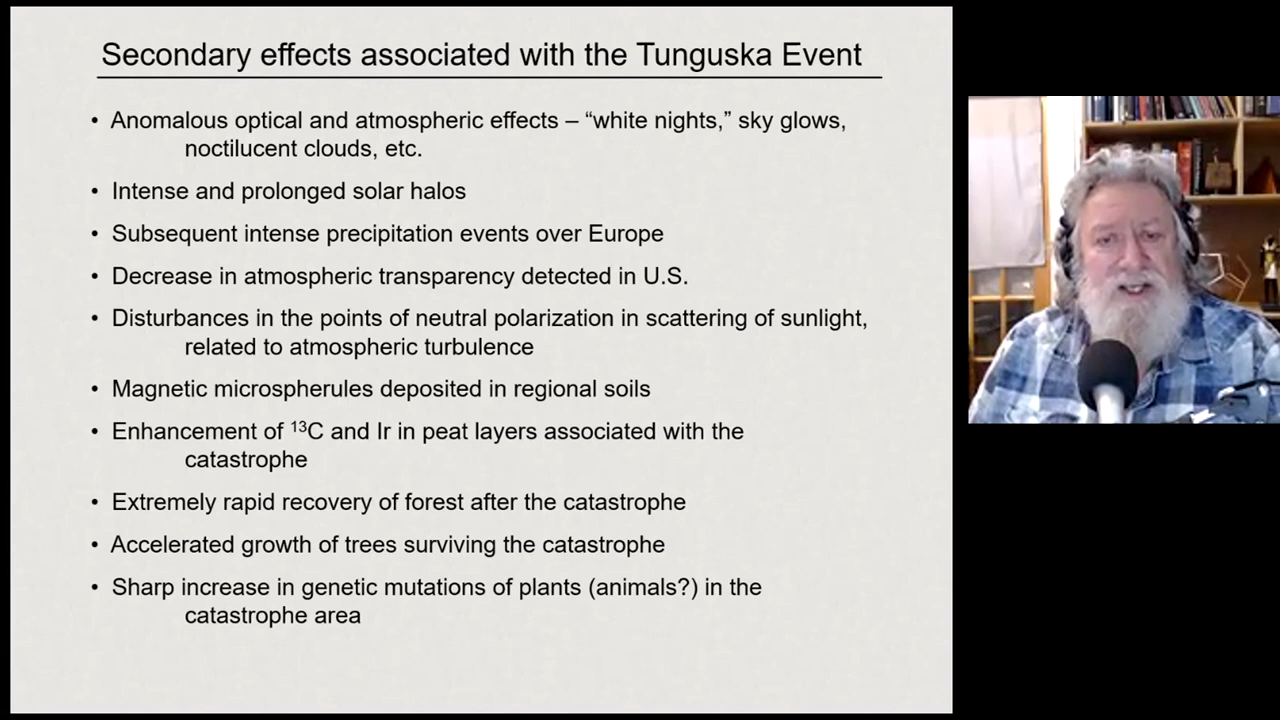 Secondary effects associated with the Tunguska Event
• Anomalous optical and atmospheric effects – “white nights,” sky glows,
noctilucent clouds, etc.
• Intense and prolonged solar halos
• Subsequent intense precipitation events over Europe
• Decrease in atmospheric transparency detected in U.S.
• Disturbances in the points of neutral polarization in scattering of sunlight,
related to atmospheric turbulence
• Magnetic microspherules deposited in regional soils
• Enhancement of ¹³C and Ir in peat layers associated with the
catastrophe
• Extremely rapid recovery of forest after the catastrophe
• Accelerated growth of trees surviving the catastrophe
• Sharp increase in genetic mutations of plants (animals?) in the
catastrophe area